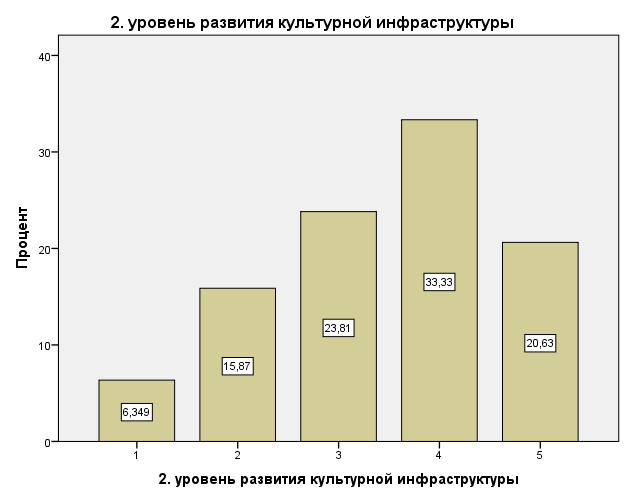 2. уровень развития культурной инфраструктуры
40
30
20
10
0
Процент
6,349
15,87
23,81
33,33
20,63
1 2 3 4 5
2. уровень развития культурной инфраструктуры